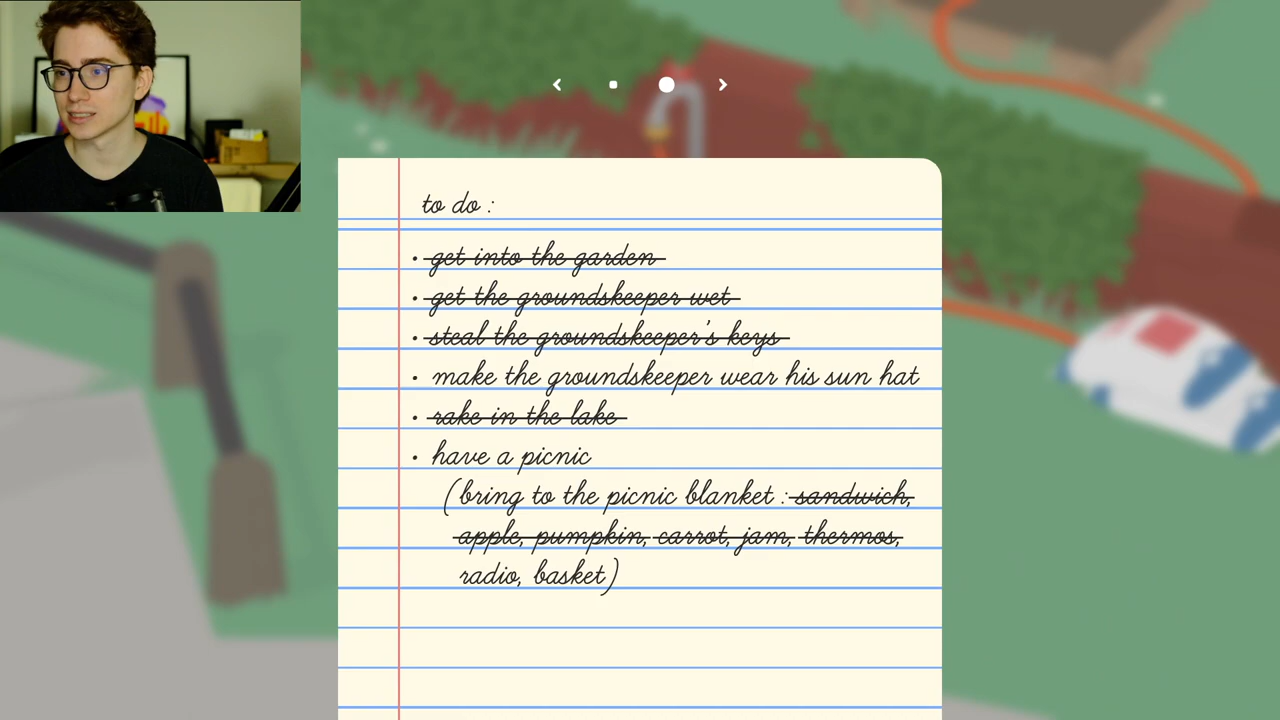 to do :
• get into the garden
• get the groundskeeper wet
• steal the groundskeeper's keys
• make the groundskeeper wear his sun hat
• rake in the lake
• have a picnic
(bring to the picnic blanket : sandwich,
apple, pumpkin, carrot, jam, thermos,
radio, basket)